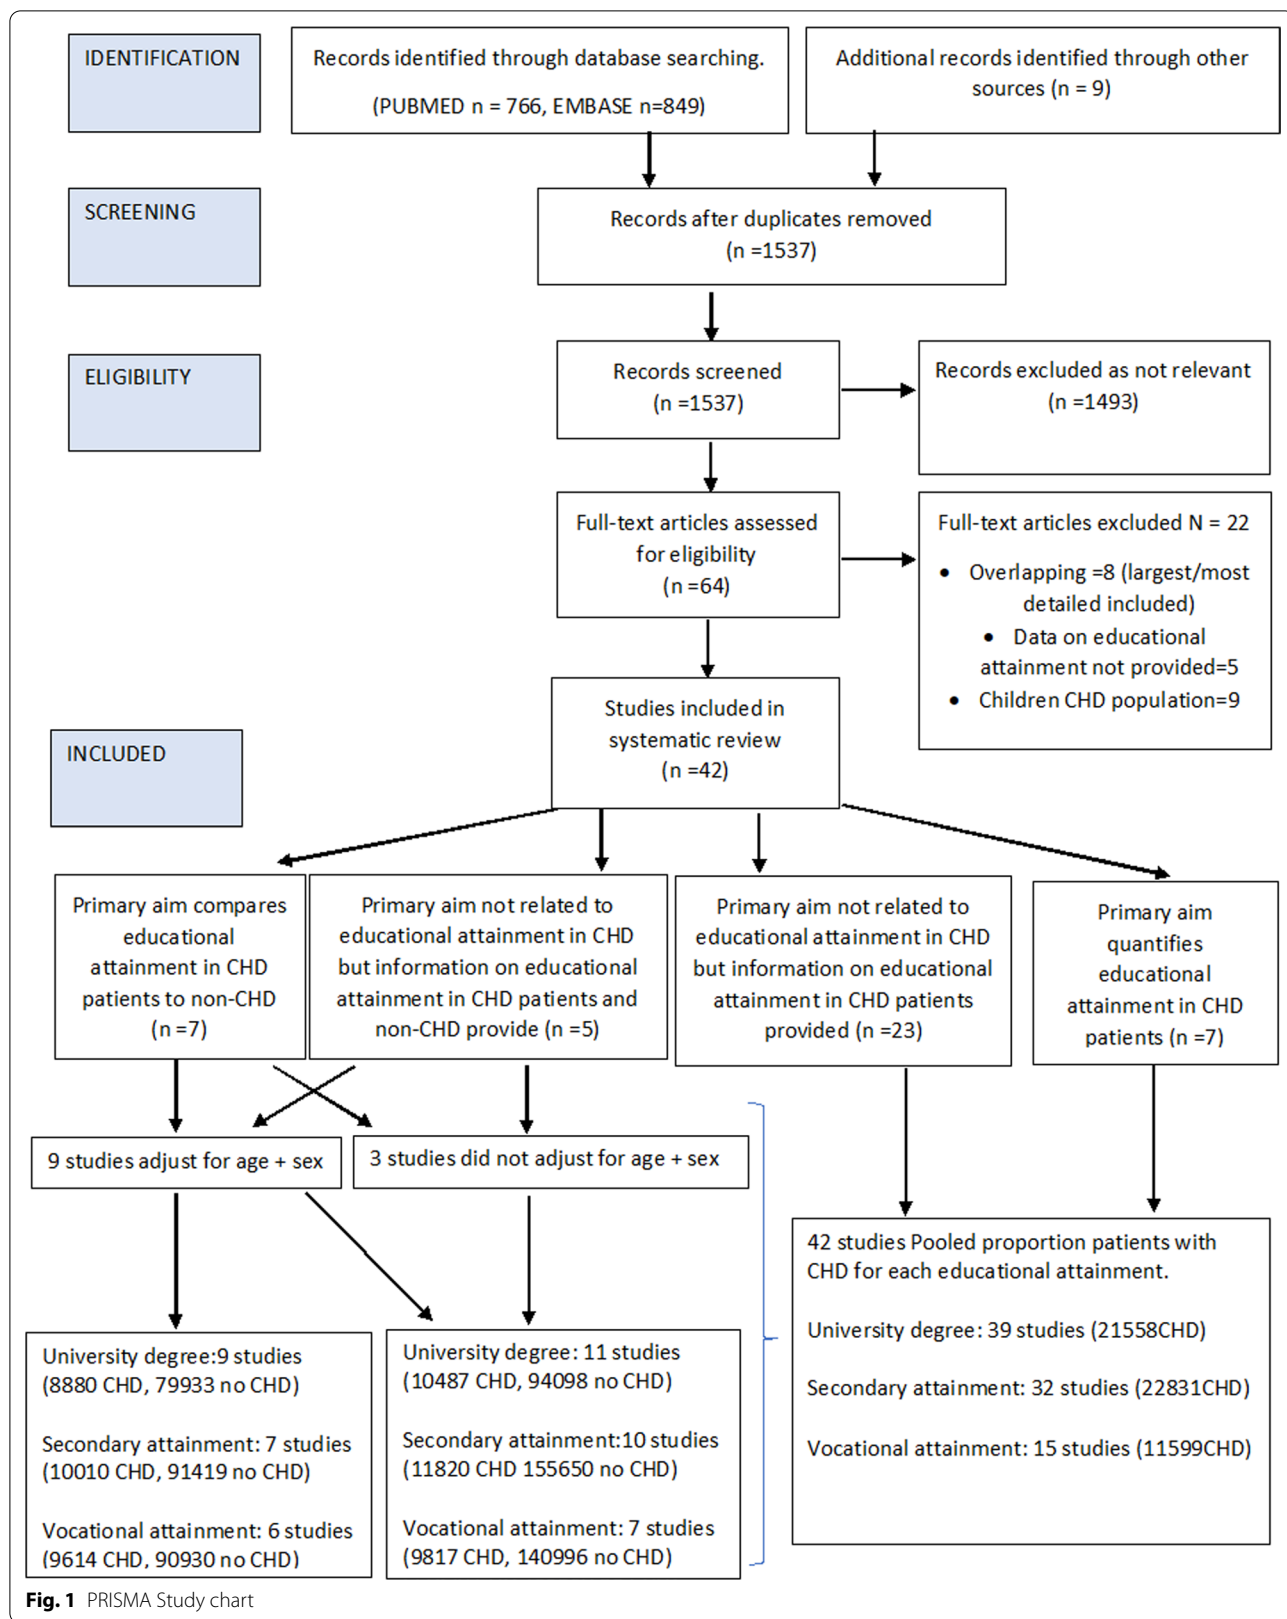 IDENTIFICATION
Records identified through database searching.
(PUBMED n = 766, EMBASE n=849)
Additional records identified through other
sources (n = 9)
SCREENING
Records after duplicates removed
(n =1537)
ELIGIBILITY
Records screened
(n =1537)
Records excluded as not relevant
(n =1493)
Full-text articles assessed
for eligibility
(n =64)
Full-text articles excluded N = 22
• Overlapping =8 (largest/most
detailed included)
• Data on educational
attainment not provided=5
• Children CHD population=9
INCLUDED
Studies included in
systematic review
(n =42)
Primary aim compares
educational
attainment in CHD
patients to non-CHD
(n =7)
Primary aim not related to
educational attainment in CHD
but information on educational
attainment in CHD patients and
non-CHD provide (n =5)
Primary aim not related to
educational attainment in CHD
but information on educational
attainment in CHD patients
provided (n =23)
Primary aim
quantifies
educational
attainment in CHD
patients (n =7)
9 studies adjust for age + sex
3 studies did not adjust for age + sex
University degree:9 studies
(8880 CHD, 79933 no CHD)
Secondary attainment: 7 studies
(10010 CHD, 91419 no CHD)
Vocational attainment: 6 studies
(9614 CHD, 90930 no CHD)
University degree: 11 studies
(10487 CHD, 94098 no CHD)
Secondary attainment:10 studies
(11820 CHD 155650 no CHD)
Vocational attainment: 7 studies
(9817 CHD, 140996 no CHD)
42 studies Pooled proportion patients with
CHD for each educational attainment.
University degree: 39 studies (21558CHD)
Secondary attainment: 32 studies (22831CHD)
Vocational attainment: 15 studies (11599CHD)
Fig. 1 PRISMA Study chart